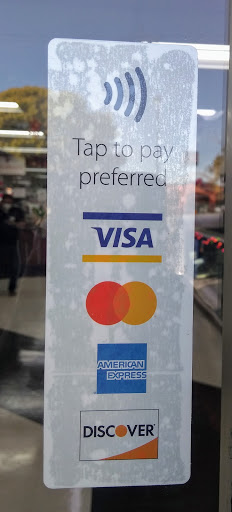 Tap to pay
preferred
VISA
AMERICAN
EXPRESS
DISCOVER